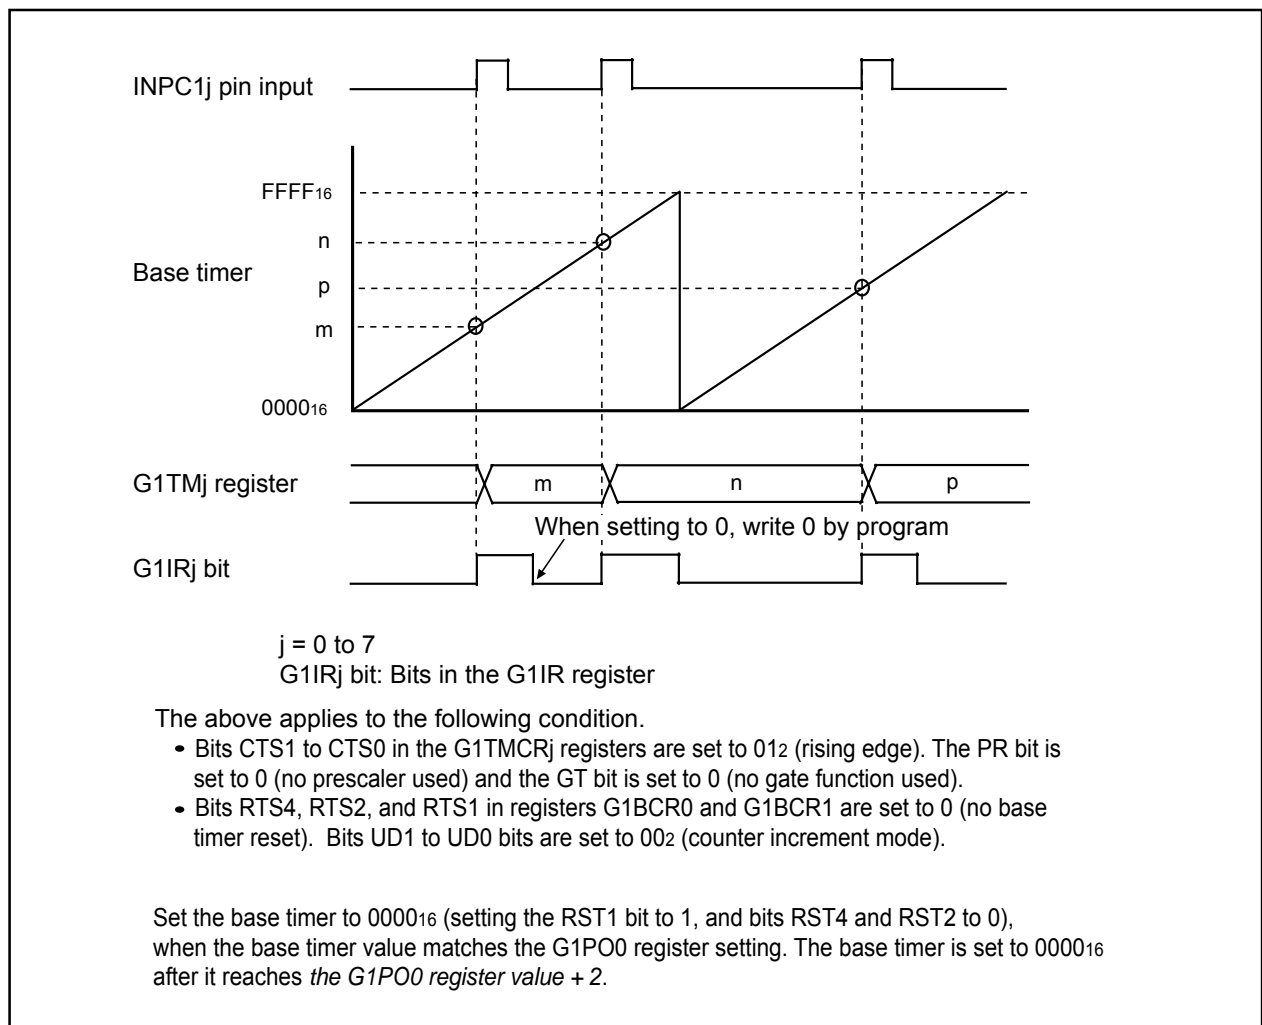 INPC1j pin input
FFFF16
n
Base timer
p
m
000016
G1TMj register
m n p
When setting to 0, write 0 by program
G1IRj bit
j = 0 to 7
G1IRj bit: Bits in the G1IR register
The above applies to the following condition.
• Bits CTS1 to CTS0 in the G1TMCRj registers are set to 012 (rising edge). The PR bit is
set to 0 (no prescaler used) and the GT bit is set to 0 (no gate function used).
• Bits RTS4, RTS2, and RTS1 in registers G1BCR0 and G1BCR1 are set to 0 (no base
timer reset). Bits UD1 to UD0 bits are set to 002 (counter increment mode).
Set the base timer to 000016 (setting the RST1 bit to 1, and bits RST4 and RST2 to 0),
when the base timer value matches the G1PO0 register setting. The base timer is set to 000016
after it reaches the G1PO0 register value + 2.